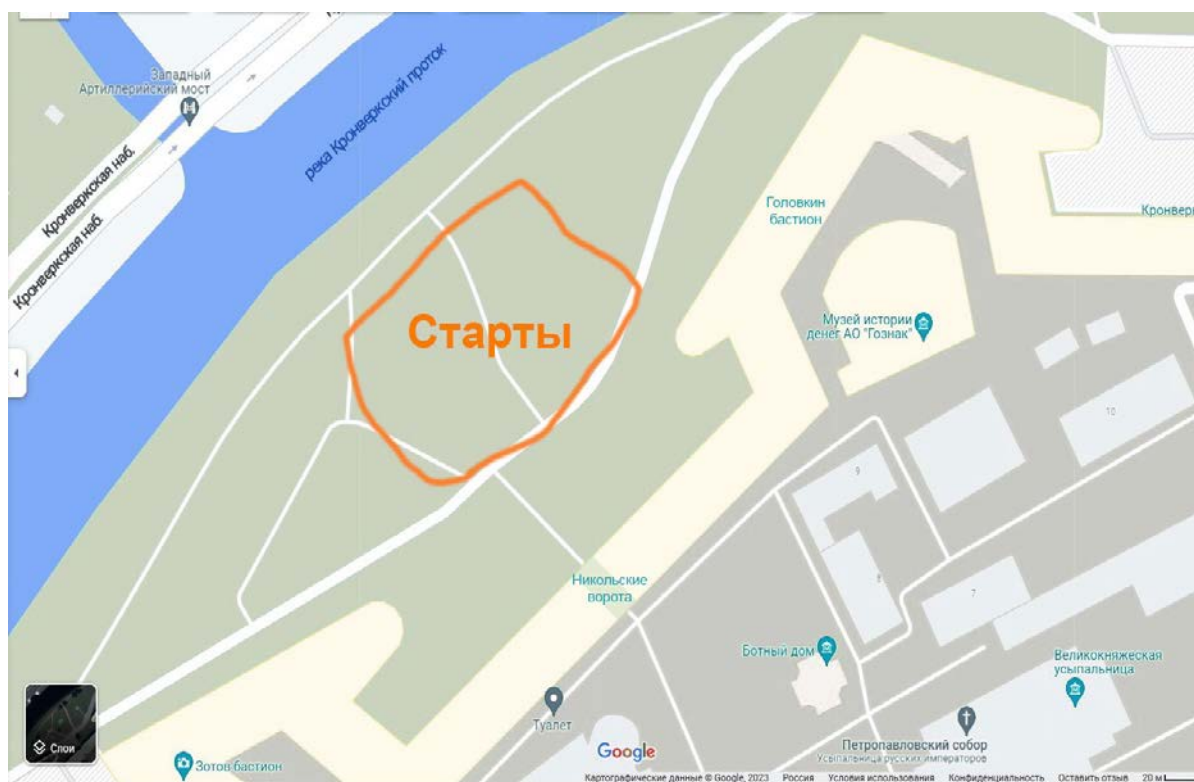 Западный
Артиллерийский мост
Кронверкская наб.
Кронверкская наб.
река Кронверкский проток
Головкин
бастион
Кронвер
Музей истории
денег АО "Гознак"
Старты
10
9
8
7
Никольские
ворота
Ботный дом
Великокняжеская
усыпальница
Туалет
Петропавловский собор
Усыпальница русских императоров
Слои
Зотов бастион
Google
Картографические данные © Google, 2023 Россия Условия использования Конфиденциальность Оставить отзыв 20 м